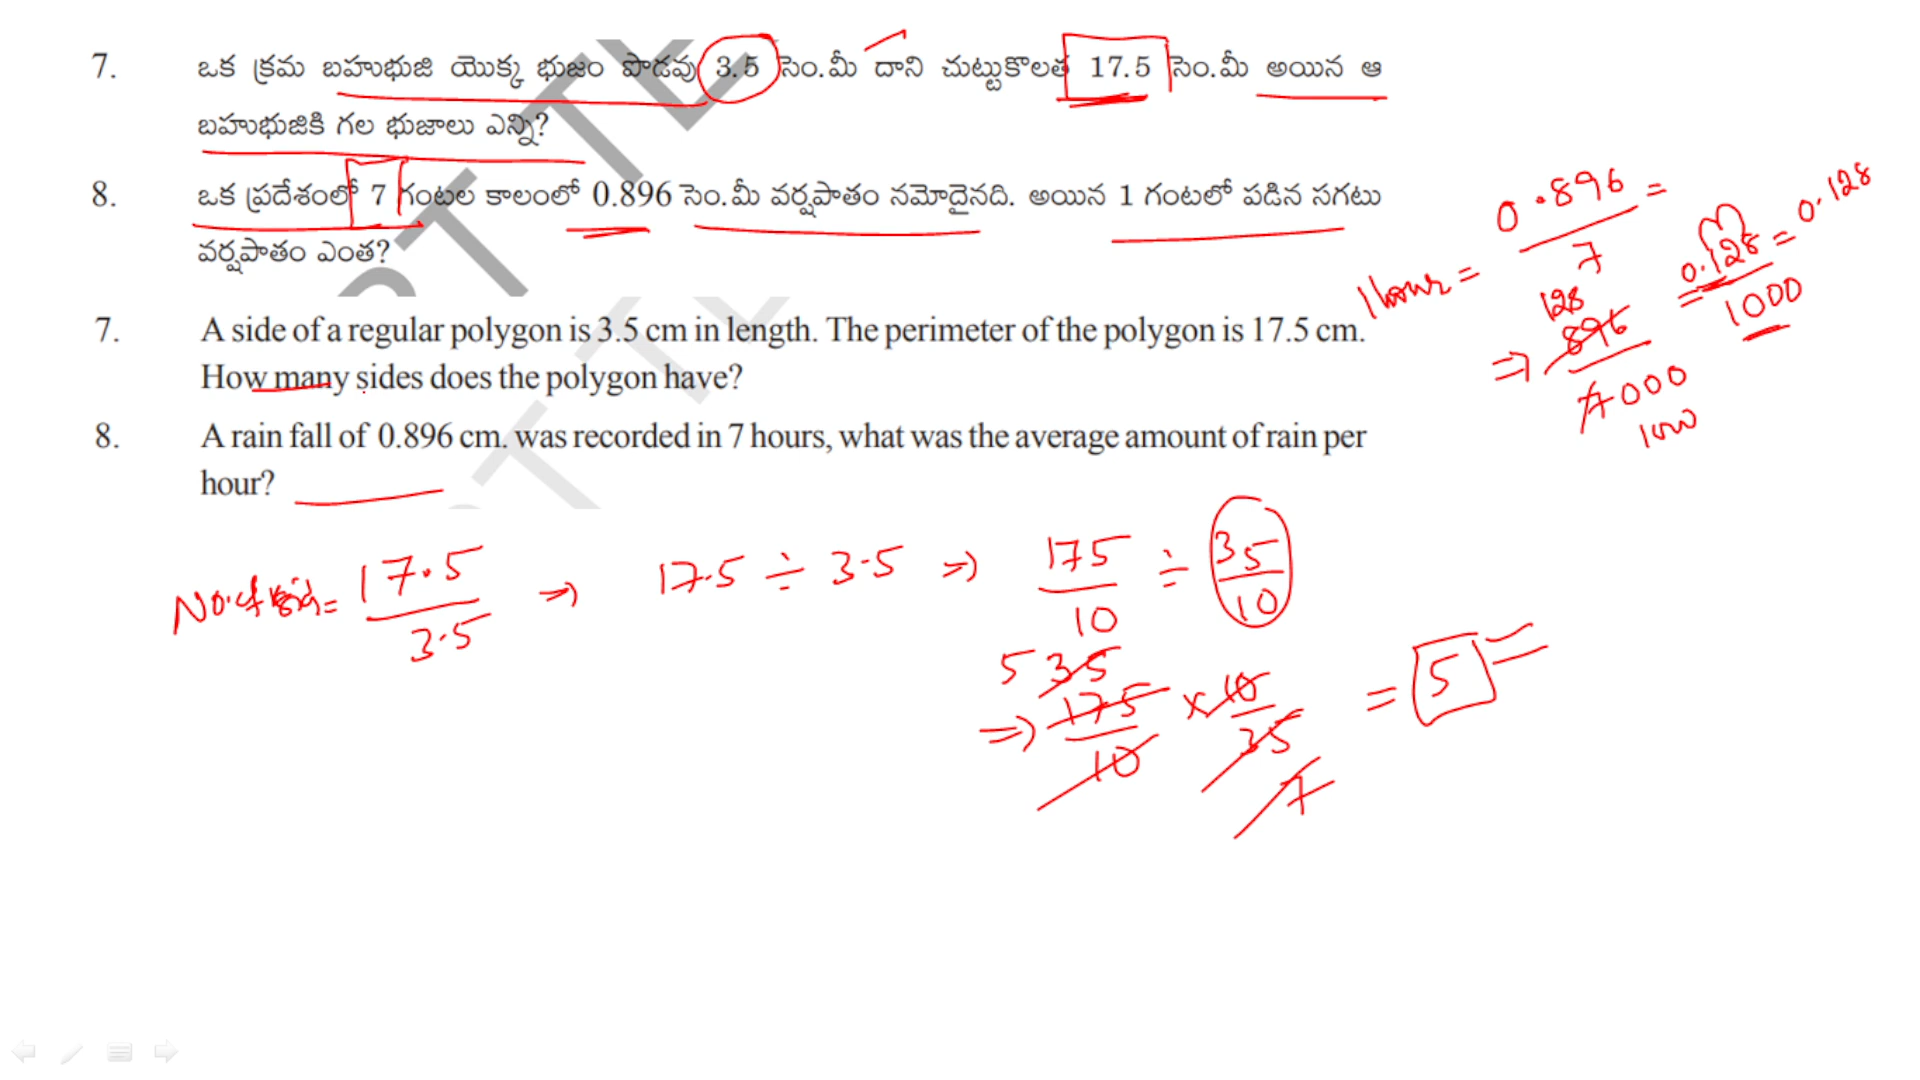 7. ఒక క్రమ బహుభుజి యొక్క భుజం పొడవు 3.5 సెం.మీ దాని చుట్టుకొలత 17.5 సెం.మీ అయిన ఆ
బహుభుజికి గల భుజాలు ఎన్ని?
8. ఒక ప్రదేశంలో 7 గంటల కాలంలో 0.896 సెం.మీ వర్షపాతం నమోదైనది. అయిన 1 గంటలో పడిన సగటు
వర్షపాతం ఎంత?
7. A side of a regular polygon is 3.5 cm in length. The perimeter of the polygon is 17.5 cm.
How many sides does the polygon have?
8. A rain fall of 0.896 cm. was recorded in 7 hours, what was the average amount of rain per
hour?
1 hour = 0.896 =
7
128
⇒ 896
7000
1000
= 0.128 = 0.128
1000
No. of = 17.5 ⇒ 17.5 ÷ 3.5 ⇒ 175 ÷ 35
3.5 10 10
5 35
⇒ 175 × 10 = 5 =
10 35
7